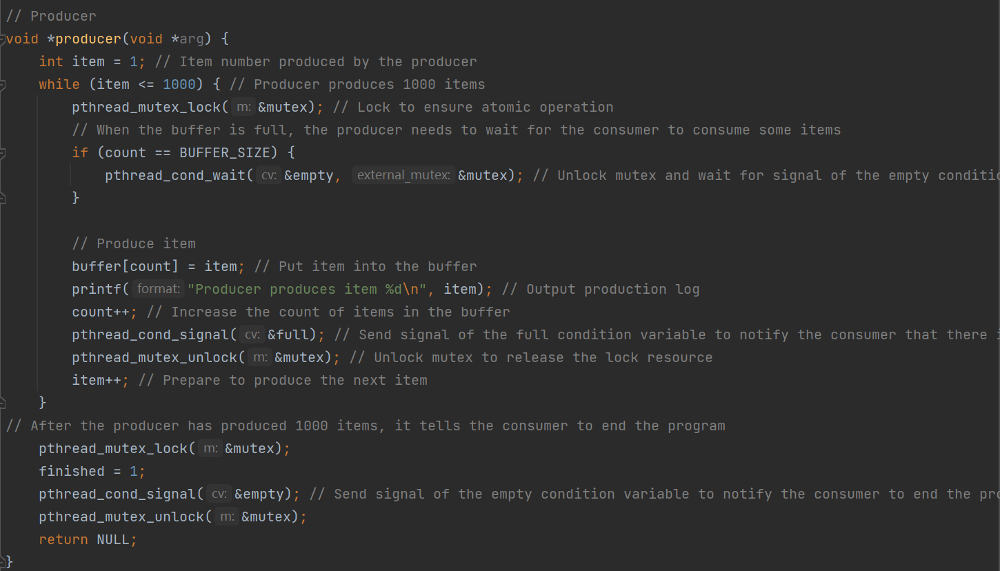 // Producer
void *producer(void *arg) {
    int item = 1; // Item number produced by the producer
    while (item <= 1000) { // Producer produces 1000 items
        pthread_mutex_lock( m: &mutex); // Lock to ensure atomic operation
        // When the buffer is full, the producer needs to wait for the consumer to consume some items
        if (count == BUFFER_SIZE) {
            pthread_cond_wait( cv: &empty, external_mutex: &mutex); // Unlock mutex and wait for signal of the empty
        }
        // Produce item
        buffer[count] = item; // Put item into the buffer
        printf( format: "Producer produces item %d\n", item); // Output production log
        count++; // Increase the count of items in the buffer
        pthread_cond_signal( cv: &full); // Send signal of the full condition variable to notify the consumer that there
        pthread_mutex_unlock( m: &mutex); // Unlock mutex to release the lock resource
        item++; // Prepare to produce the next item
    }
// After the producer has produced 1000 items, it tells the consumer to end the program
    pthread_mutex_lock( m: &mutex);
    finished = 1;
    pthread_cond_signal( cv: &empty); // Send signal of the empty condition variable to notify the consumer to end the
    pthread_mutex_unlock( m: &mutex);
    return NULL;
}